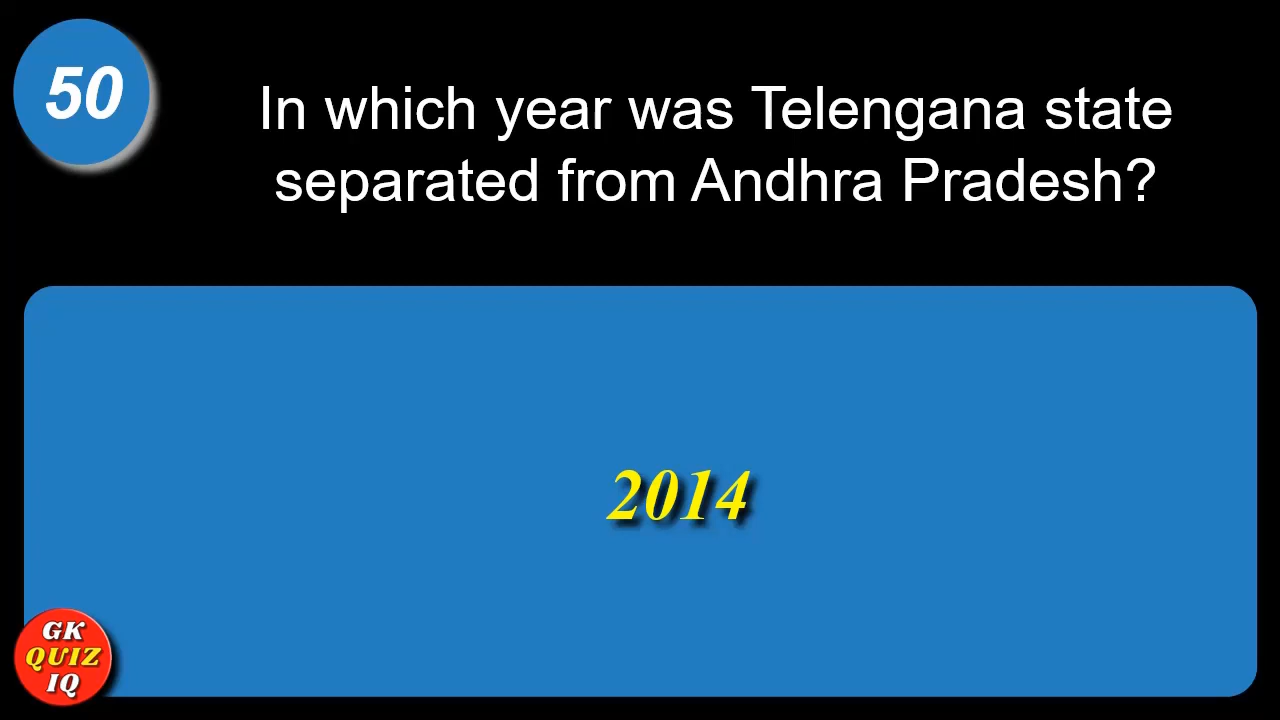 50
In which year was Telengana state
separated from Andhra Pradesh?
2014
GK
QUIZ
IQ